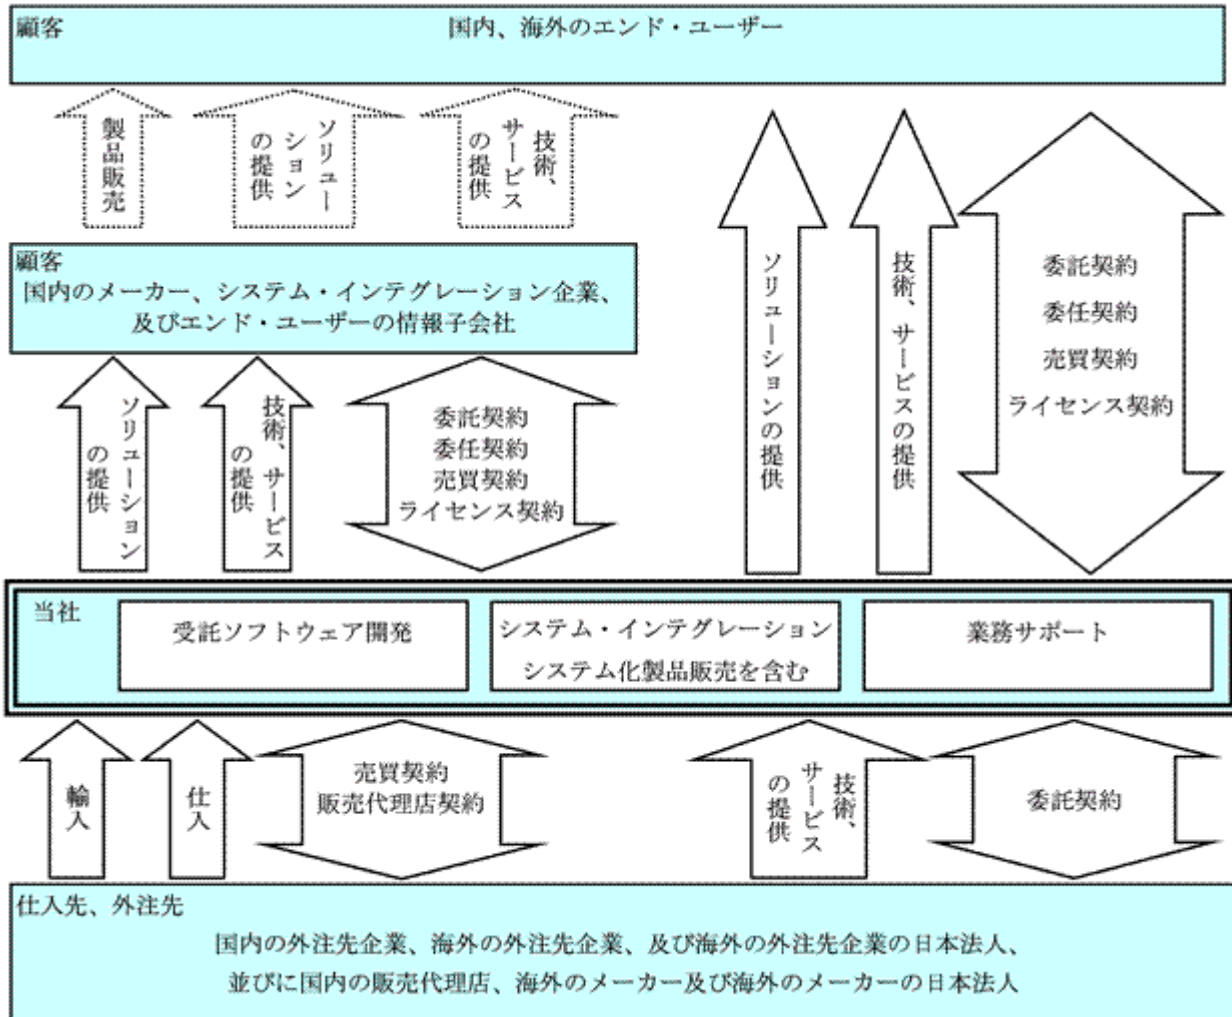 顧客
国内、海外のエンド・ユーザー
製品販売
ソリューション
の提供
技術、
サービス
の提供
顧客
国内のメーカー、システム・インテグレーション企業、
及びエンド・ユーザーの情報子会社
ソリューション
の提供
技術、サービス
の提供
委託契約
委任契約
売買契約
ライセンス契約
ソリューションの提供
技術、サービスの提供
委託契約
委任契約
売買契約
ライセンス契約
当社
受託ソフトウェア開発
システム・インテグレーション
システム化製品販売を含む
業務サポート
輸入
仕入
売買契約
販売代理店契約
技術、
サービス
の提供
委託契約
仕入先、外注先
国内の外注先企業、海外の外注先企業、及び海外の外注先企業の日本法人、
並びに国内の販売代理店、海外のメーカー及び海外のメーカーの日本法人